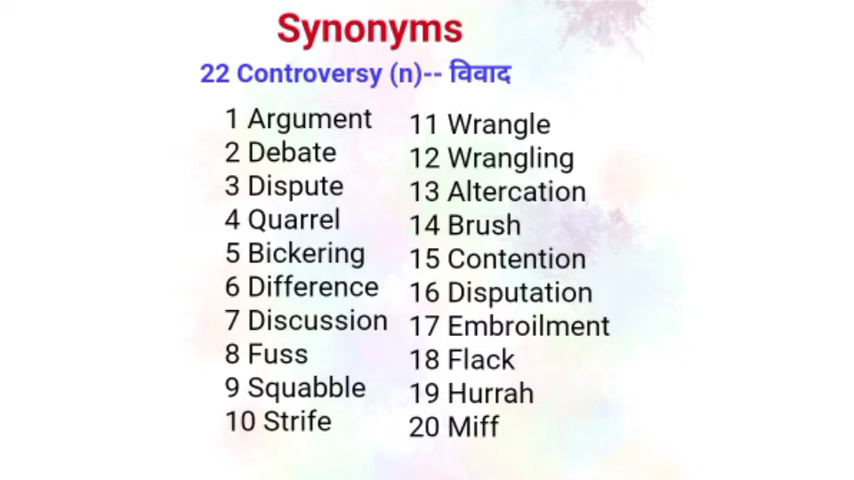 Synonyms
22 Controversy (n)-- विवाद
1 Argument
2 Debate
3 Dispute
4 Quarrel
5 Bickering
6 Difference
7 Discussion
8 Fuss
9 Squabble
10 Strife
11 Wrangle
12 Wrangling
13 Altercation
14 Brush
15 Contention
16 Disputation
17 Embroilment
18 Flack
19 Hurrah
20 Miff